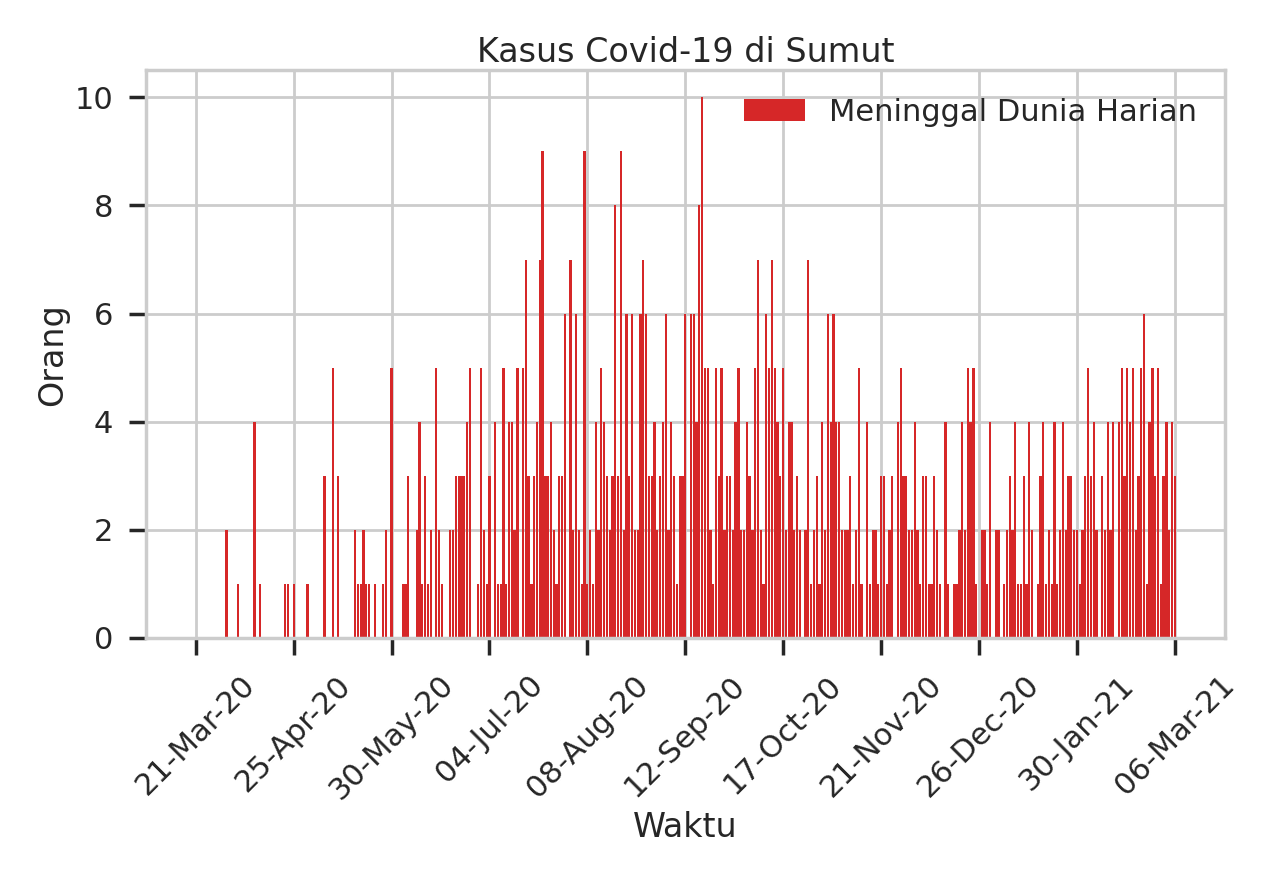 Kasus Covid-19 di Sumut
Meninggal Dunia Harian
Orang
10
8
6
4
2
0
21-Mar-20
25-Apr-20
30-May-20
04-Jul-20
08-Aug-20
12-Sep-20
17-Oct-20
21-Nov-20
26-Dec-20
30-Jan-21
06-Mar-21
Waktu